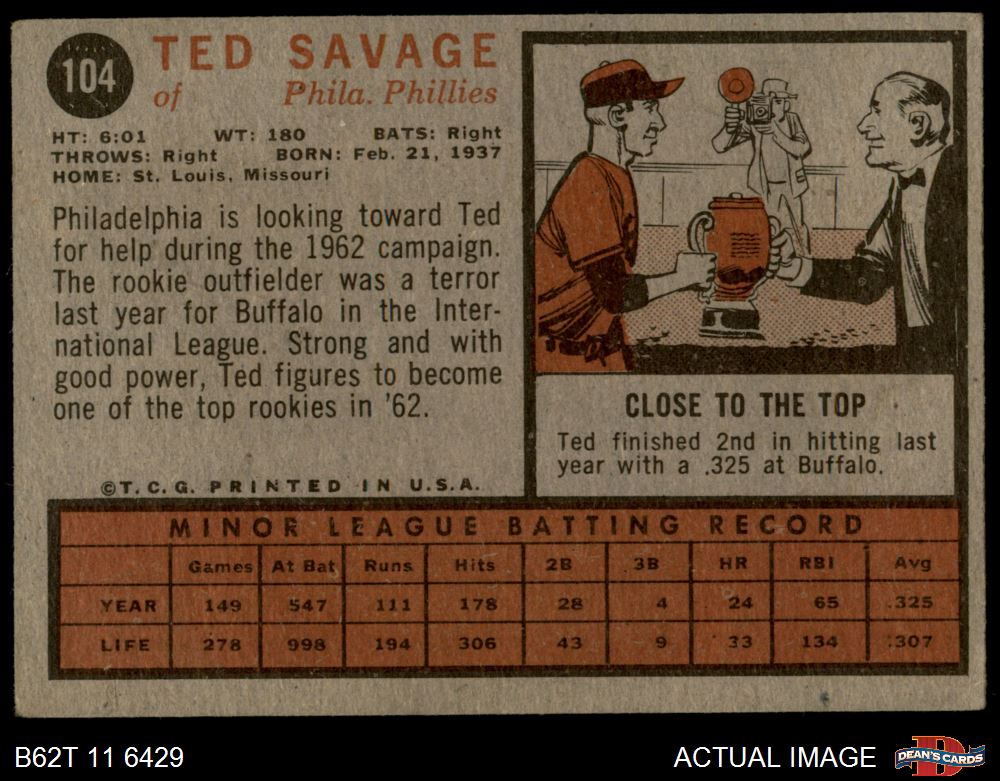 104
TED SAVAGE
of Phila. Phillies
HT: 6:01 WT: 180 BATS: Right
THROWS: Right BORN: Feb. 21, 1937
HOME: St. Louis, Missouri
Philadelphia is looking toward Ted
for help during the 1962 campaign.
The rookie outfielder was a terror
last year for Buffalo in the Inter-
national League. Strong and with
good power, Ted figures to become
one of the top rookies in '62.
©T.C.G. PRINTED IN U.S.A.
CLOSE TO THE TOP
Ted finished 2nd in hitting last
year with a .325 at Buffalo.
MINOR LEAGUE BATTING RECORD
Games At Bat Runs Hits 2B 3B HR RBI Avg
YEAR 149 547 111 178 28 4 24 65 .325
LIFE 278 998 194 306 43 9 33 134 .307
B62T 11 6429
ACTUAL IMAGE
D
DEAN'S CARDS